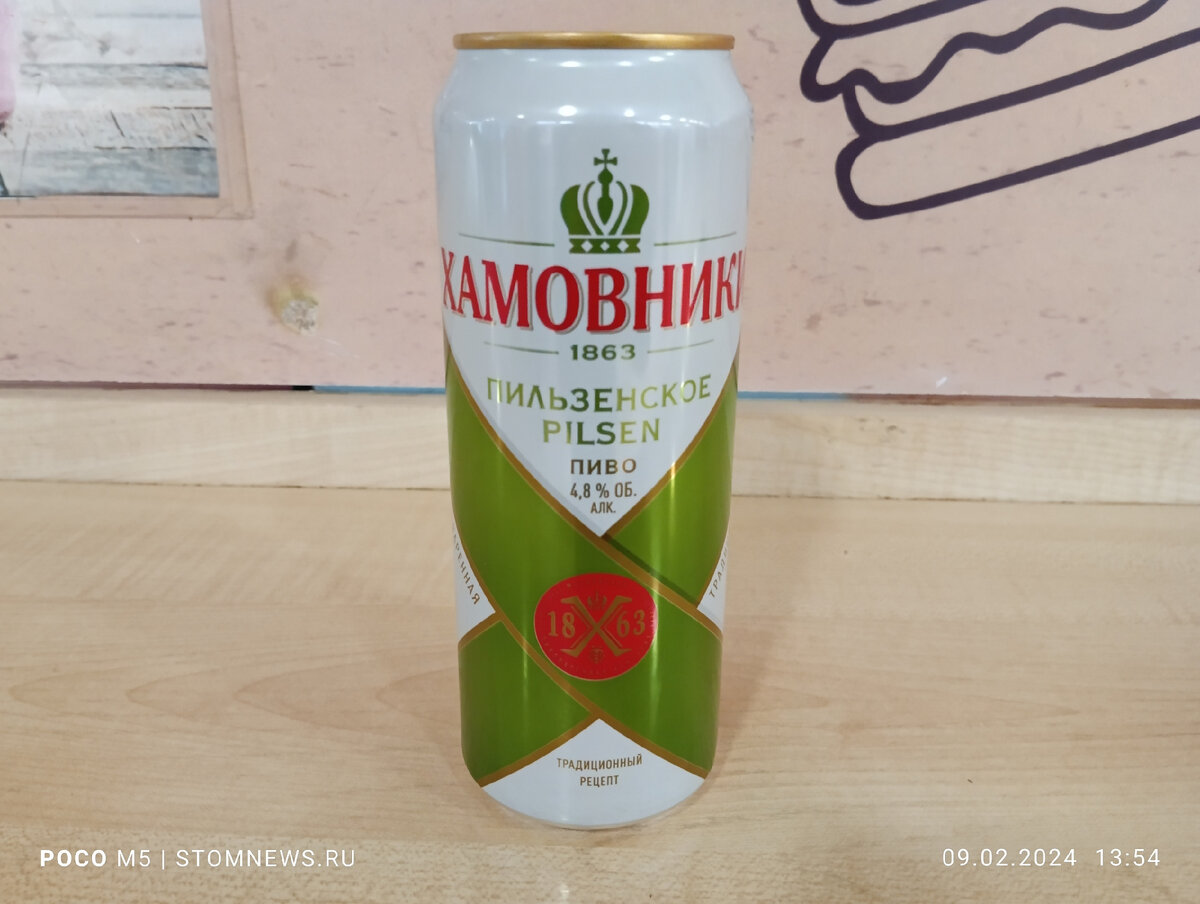 ХАМОВНИКИ
1863
ПИЛЬЗЕНСКОЕ
PILSEN
ПИВО
4,8 % ОБ.
АЛК.
18 63
ТРАДИЦИОННЫЙ
РЕЦЕПТ
POCO M5 | STOMNEWS.RU
09.02.2024 13:54